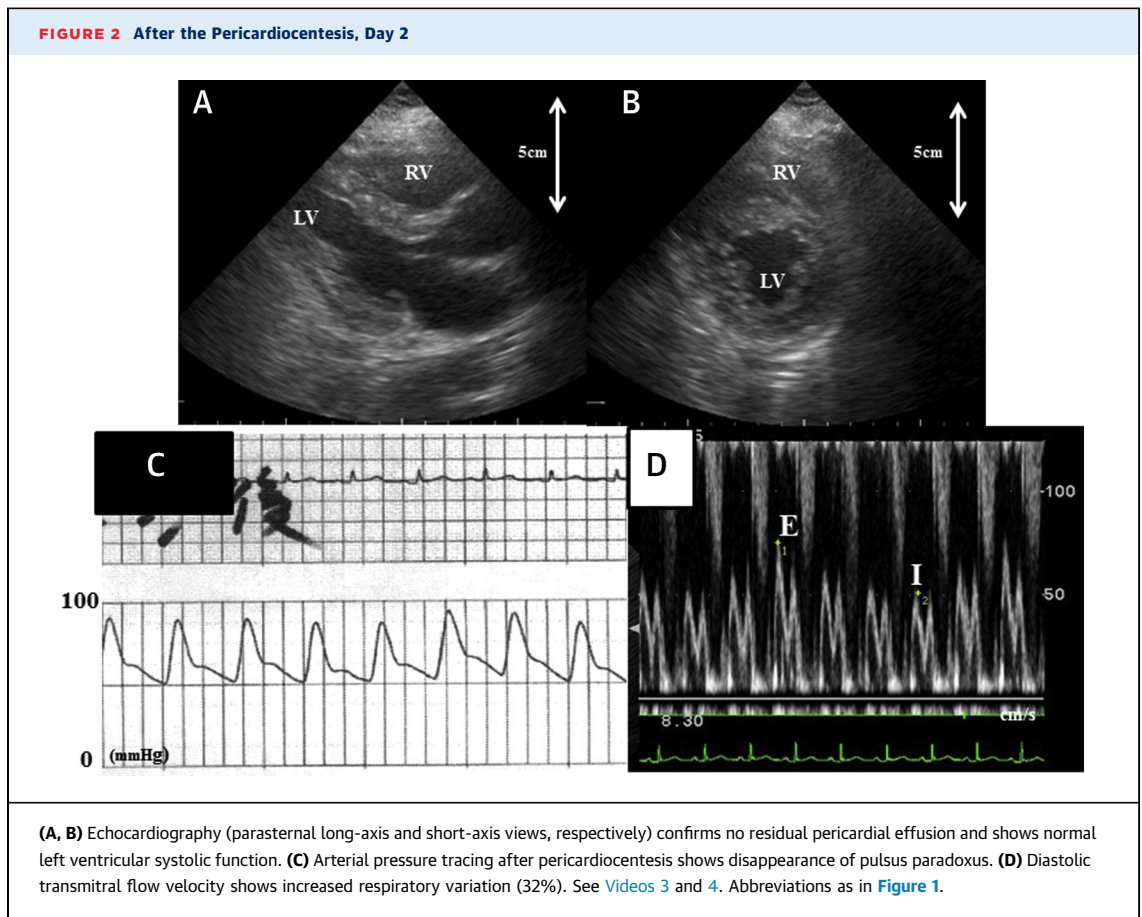 FIGURE 2 After the Pericardiocentesis, Day 2
A
RV
LV
5cm
B
RV
LV
5cm
C
100
0
(mmHg)
D
E
1
I
2
-100
-50
cm/s
8.30
(A, B) Echocardiography (parasternal long-axis and short-axis views, respectively) confirms no residual pericardial effusion and shows normal
left ventricular systolic function. (C) Arterial pressure tracing after pericardiocentesis shows disappearance of pulsus paradoxus. (D) Diastolic
transmitral flow velocity shows increased respiratory variation (32%). See Videos 3 and 4. Abbreviations as in Figure 1.